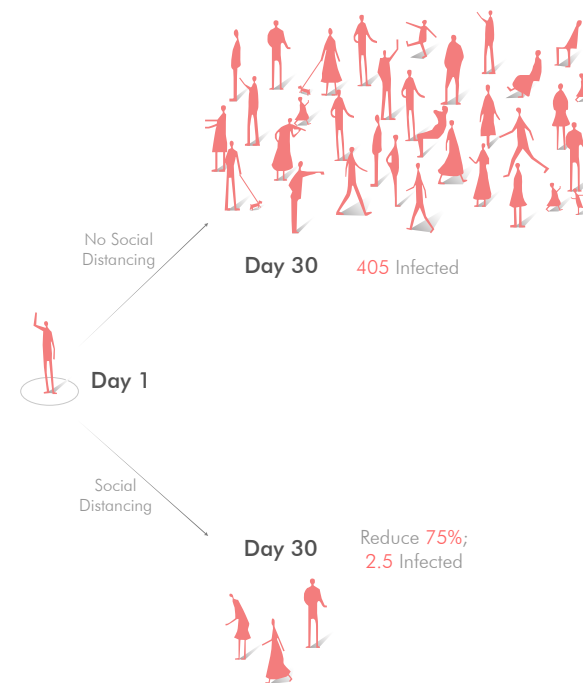 No Social
Distancing
Day 30
405 Infected
Day 1
Social
Distancing
Day 30
Reduce 75%;
2.5 Infected